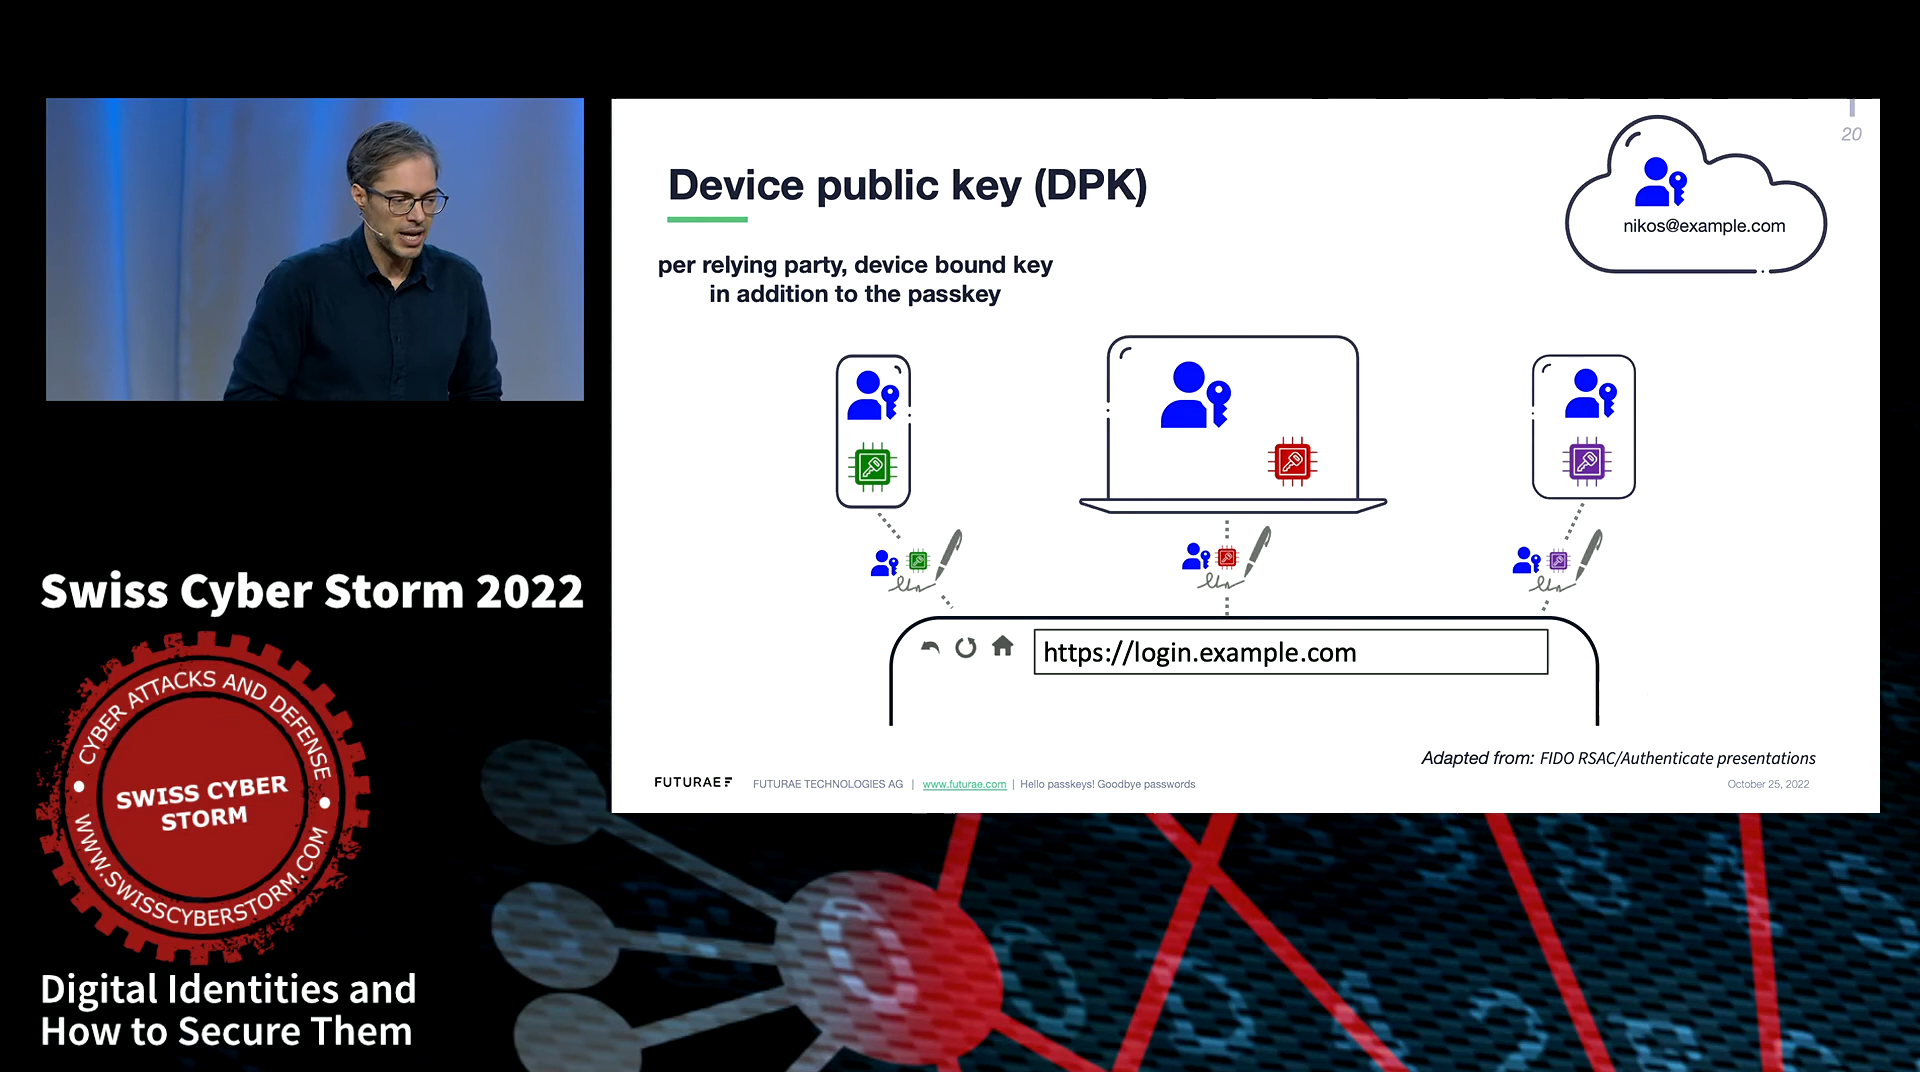 20
Device public key (DPK)
per relying party, device bound key
in addition to the passkey
nikos@example.com
https://login.example.com
Adapted from: FIDO RSAC/Authenticate presentations
FUTURAE
FUTURAE TECHNOLOGIES AG | www.futurae.com | Hello passkeys! Goodbye passwords
October 25, 2022
Swiss Cyber Storm 2022
CYBER ATTACKS AND DEFENSE
SWISS CYBER
STORM
WWW.SWISSCYBERSTORM.COM
Digital Identities and
How to Secure Them